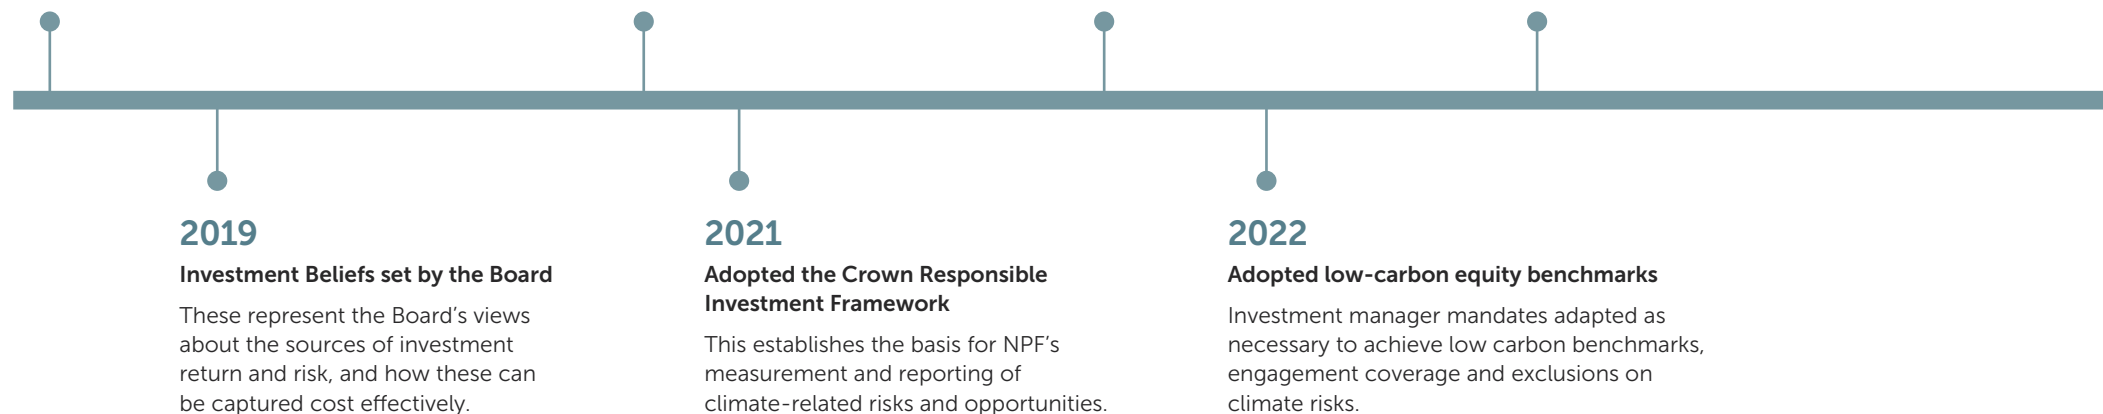 2019
Investment Beliefs set by the Board
These represent the Board’s views
about the sources of investment
return and risk, and how these can
be captured cost effectively.
2021
Adopted the Crown Responsible
Investment Framework
This establishes the basis for NPF’s
measurement and reporting of
climate-related risks and opportunities.
2022
Adopted low-carbon equity benchmarks
Investment manager mandates adapted as
necessary to achieve low carbon benchmarks,
engagement coverage and exclusions on
climate risks.